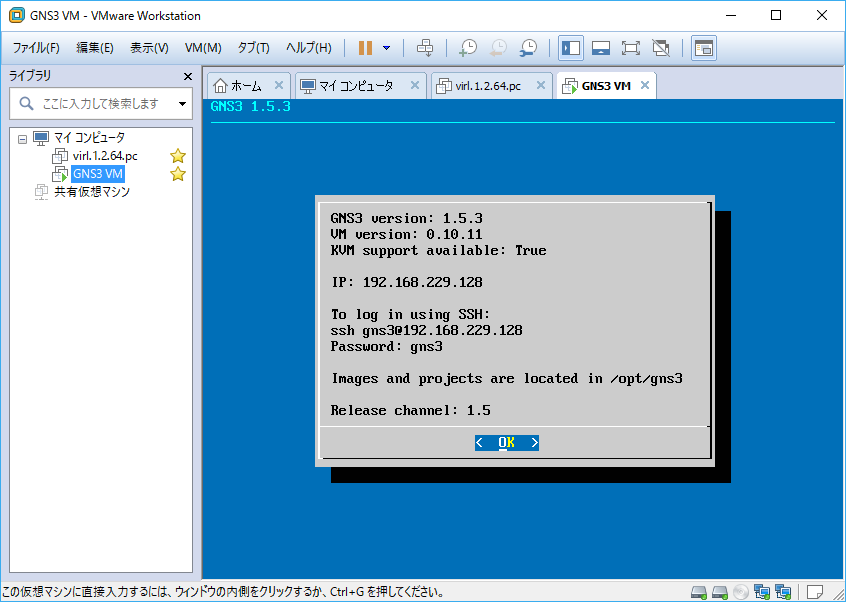 GNS3 VM - VMware Workstation
ファイル(F) 編集(E) 表示(V) VM(M) タブ(T) ヘルプ(H)
ライブラリ
ここに入力して検索します
マイ コンピュータ
virl.1.2.64.pc
GNS3 VM
共有仮想マシン
ホーム マイ コンピュータ virl.1.2.64.pc GNS3 VM
GNS3 1.5.3
GNS3 version: 1.5.3
VM version: 0.10.11
KVM support available: True
IP: 192.168.229.128
To log in using SSH:
ssh gns3@192.168.229.128
Password: gns3
Images and projects are located in /opt/gns3
Release channel: 1.5
< OK >
この仮想マシンに直接入力するには、ウィンドウの内側をクリックするか、Ctrl+G を押してください。